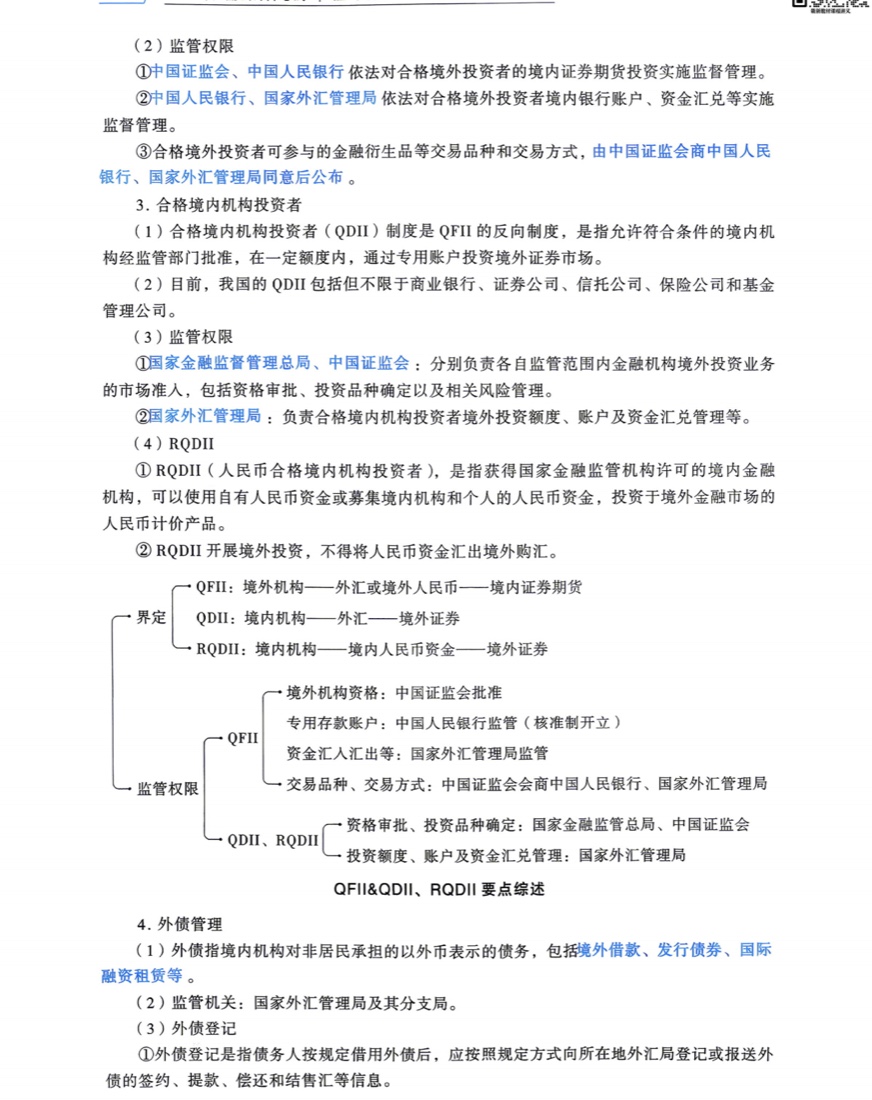 （2）监管权限
①中国证监会、中国人民银行依法对合格境外投资者的境内证券期货投资实施监督管理。
②中国人民银行、国家外汇管理局依法对合格境外投资者境内银行账户、资金汇兑等实施
监督管理。
③合格境外投资者可参与的金融衍生品等交易品种和交易方式，由中国证监会商中国人民
银行、国家外汇管理局同意后公布。
3. 合格境内机构投资者
（1）合格境内机构投资者（QDII）制度是 QFII 的反向制度，是指允许符合条件的境内机
构经监管部门批准，在一定额度内，通过专用账户投资境外证券市场。
（2）目前，我国的 QDII 包括但不限于商业银行、证券公司、信托公司、保险公司和基金
管理公司。
（3）监管权限
①国家金融监督管理总局、中国证监会：分别负责各自监管范围内金融机构境外投资业务
的市场准入，包括资格审批、投资品种确定以及相关风险管理。
②国家外汇管理局：负责合格境内机构投资者境外投资额度、账户及资金汇兑管理等。
（4）RQDII
① RQDII（人民币合格境内机构投资者），是指获得国家金融监管机构许可的境内金融
机构，可以使用自有人民币资金或募集境内机构和个人的人民币资金，投资于境外金融市场的
人民币计价产品。
② RQDII 开展境外投资，不得将人民币资金汇出境外购汇。
QFII：境外机构——外汇或境外人民币——境内证券期货
界定
QDII：境内机构——外汇——境外证券
RQDII：境内机构——境内人民币资金——境外证券
境外机构资格：中国证监会批准
专用存款账户：中国人民银行监管（核准制开立）
QFII
资金汇入汇出等：国家外汇管理局监管
交易品种、交易方式：中国证监会会商中国人民银行、国家外汇管理局
监管权限
资格审批、投资品种确定：国家金融监管总局、中国证监会
QDII、RQDII
投资额度、账户及资金汇兑管理：国家外汇管理局
QFII&QDII、RQDII 要点综述
4. 外债管理
（1）外债指境内机构对非居民承担的以外币表示的债务，包括境外借款、发行债券、国际
融资租赁等。
（2）监管机关：国家外汇管理局及其分支局。
（3）外债登记
①外债登记是指债务人按规定借用外债后，应按照规定方式向所在地外汇局登记或报送外
债的签约、提款、偿还和结售汇等信息。